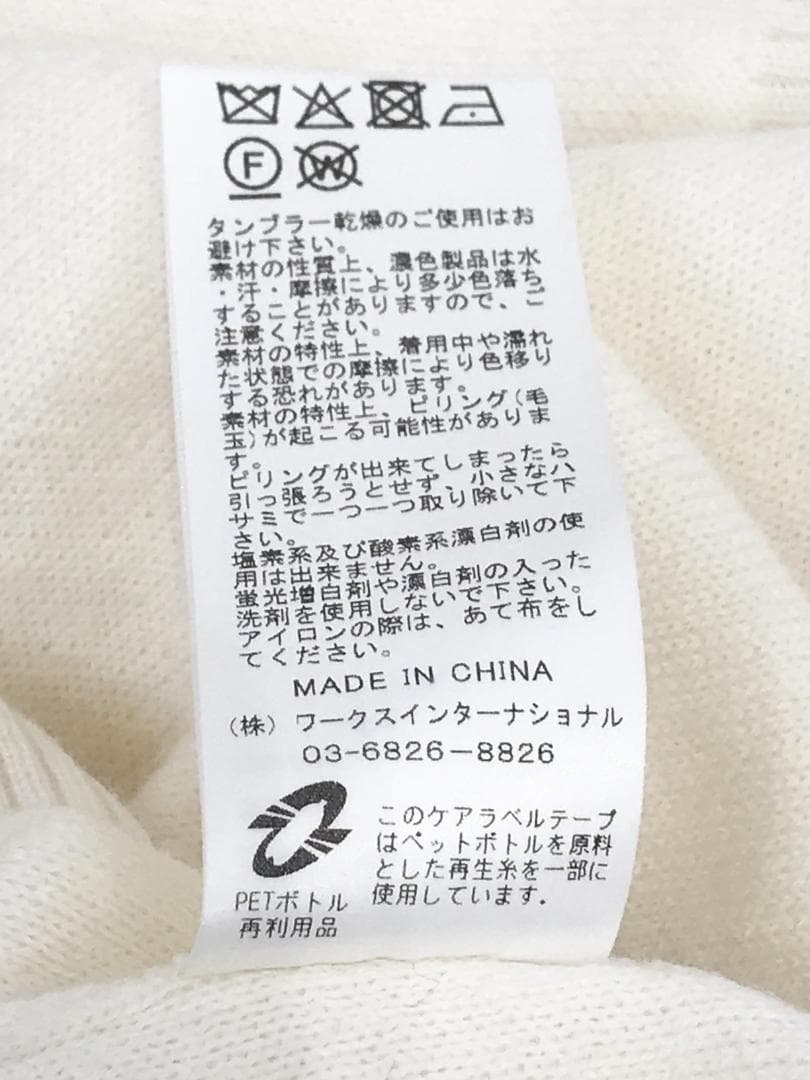 F W
タンブラー乾燥のご使用はお
避け下さい。
素材の性質上、濃色製品は水
・汗・摩擦により多少色落ち
することがありますので、ご
注意ください。
素材の特性上、着用中や濡れ
た状態での摩擦により色移り
する恐れがあります。
素材の特性上、ピリング(毛
玉)が起こる可能性がありま
す。
ピリングが出来てしまったら
引っ張ろうとせず、小さなハ
サミで一つ一つ取り除いて下
さい。
塩素系及び酸素系漂白剤の使
用は出来ません。
蛍光増白剤や漂白剤の入った
洗剤を使用しないで下さい。
アイロンの際は、あて布をし
てください。
MADE IN CHINA
(株) ワークスインターナショナル
03-6826-8826
このケアラベルテープ
はペットボトルを原料
とした再生糸を一部に
使用しています.
PETボトル
再利用品